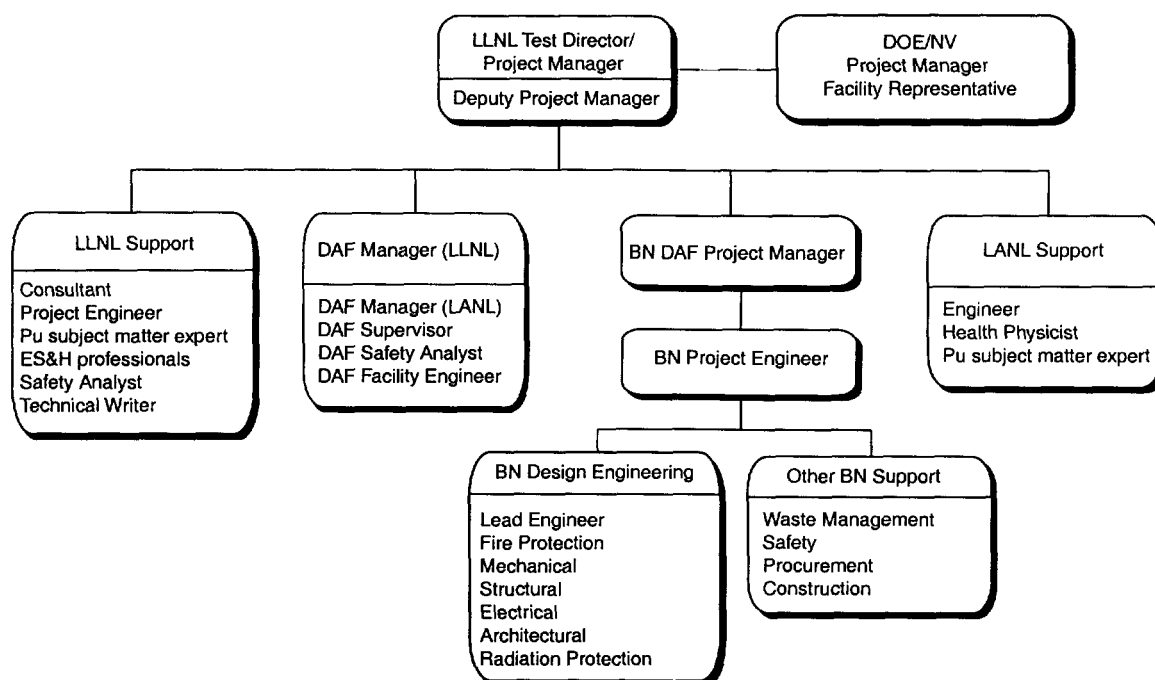 LLNL Test Director/
Project Manager
Deputy Project Manager
DOE/NV
Project Manager
Facility Representative
LLNL Support
Consultant
Project Engineer
Pu subject matter expert
ES&H professionals
Safety Analyst
Technical Writer
DAF Manager (LLNL)
DAF Manager (LANL)
DAF Supervisor
DAF Safety Analyst
DAF Facility Engineer
BN DAF Project Manager
BN Project Engineer
LANL Support
Engineer
Health Physicist
Pu subject matter expert
BN Design Engineering
Lead Engineer
Fire Protection
Mechanical
Structural
Electrical
Architectural
Radiation Protection
Other BN Support
Waste Management
Safety
Procurement
Construction